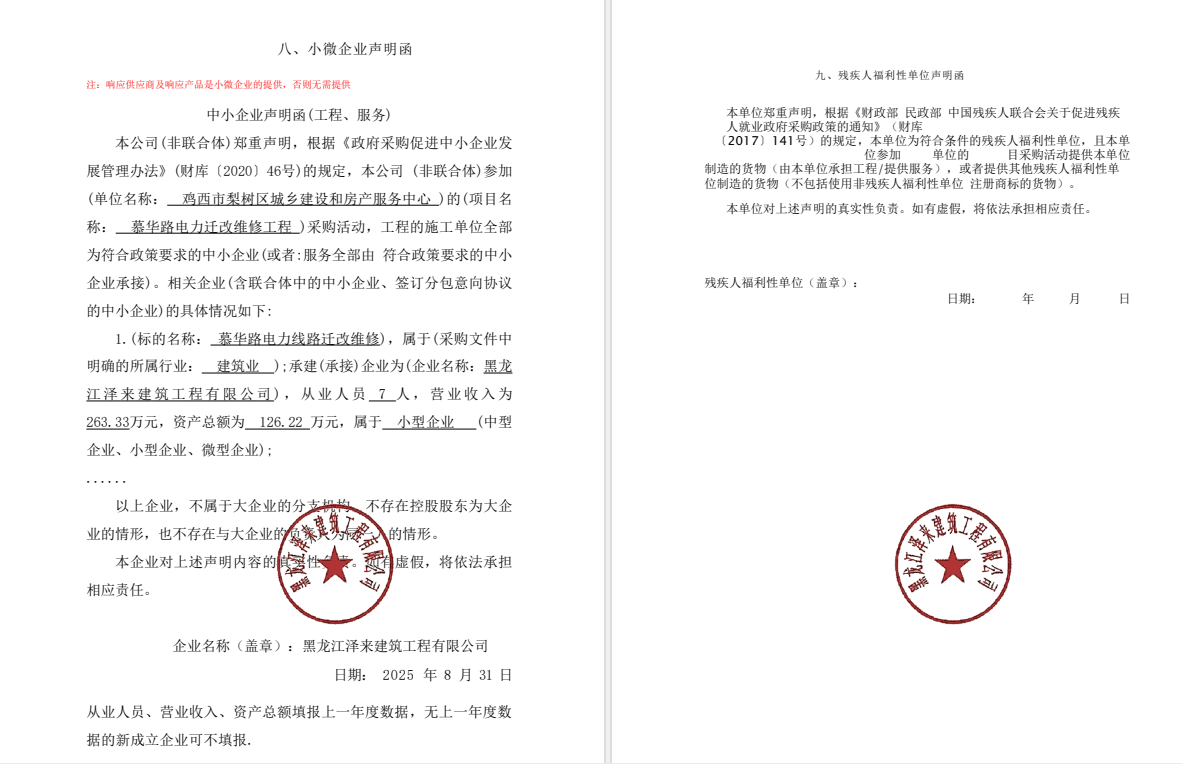 八、小微企业声明函
注：响应供应商及响应产品是小微企业的提供，否则无需提供
中小企业声明函(工程、服务)
本公司(非联合体)郑重声明，根据《政府采购促进中小企业发
展管理办法》(财库〔2020〕46号)的规定，本公司 (非联合体)参加
(单位名称： 鸡西市梨树区城乡建设和房产服务中心 )的(项目名
称： 慕华路电力迁改维修工程 )采购活动，工程的施工单位全部
为符合政策要求的中小企业(或者:服务全部由 符合政策要求的中小
企业承接)。相关企业(含联合体中的中小企业、签订分包意向协议
的中小企业)的具体情况如下:
1.(标的名称： 慕华路电力线路迁改维修)，属于(采购文件中
明确的所属行业： 建筑业 );承建(承接)企业为(企业名称：黑龙
江泽来建筑工程有限公司)，从业人员 7 人，营业收入为
263.33万元，资产总额为 126.22 万元，属于 小型企业 (中型
企业、小型企业、微型企业);
......
以上企业，不属于大企业的分支机构，不存在控股股东为大企
业的情形，也不存在与大企业的负责人为同一人的情形。
本企业对上述声明内容的真实性负责。如有虚假，将依法承担
相应责任。
黑龙江泽来建筑工程有限公司
企业名称（盖章）：黑龙江泽来建筑工程有限公司
日期： 2025 年 8 月 31 日
从业人员、营业收入、资产总额填报上一年度数据，无上一年度数
据的新成立企业可不填报.
九、残疾人福利性单位声明函
本单位郑重声明，根据《财政部 民政部 中国残疾人联合会关于促进残疾
人就业政府采购政策的通知》（财库
〔2017〕141号）的规定，本单位为符合条件的残疾人福利性单位，且本单
位参加 单位的 目采购活动提供本单位
制造的货物（由本单位承担工程/提供服务），或者提供其他残疾人福利性单
位制造的货物（不包括使用非残疾人福利性单位 注册商标的货物）。
本单位对上述声明的真实性负责。如有虚假，将依法承担相应责任。
残疾人福利性单位（盖章）：
日期： 年 月 日
黑龙江泽来建筑工程有限公司